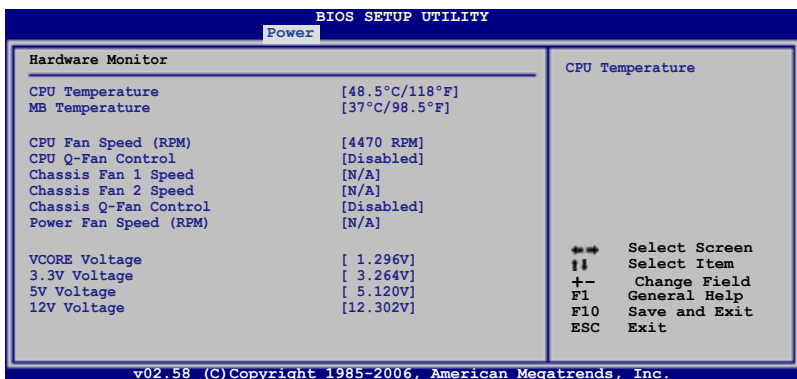 BIOS SETUP UTILITY
Power
Hardware Monitor
CPU Temperature [48.5°C/118°F]
MB Temperature [37°C/98.5°F]
CPU Fan Speed (RPM) [4470 RPM]
CPU Q-Fan Control [Disabled]
Chassis Fan 1 Speed [N/A]
Chassis Fan 2 Speed [N/A]
Chassis Q-Fan Control [Disabled]
Power Fan Speed (RPM) [N/A]
VCORE Voltage [ 1.296V]
3.3V Voltage [ 3.264V]
5V Voltage [ 5.120V]
12V Voltage [12.302V]
CPU Temperature
←→ Select Screen
↑↓ Select Item
+- Change Field
F1 General Help
F10 Save and Exit
ESC Exit
v02.58 (C)Copyright 1985-2006, American Megatrends, Inc.